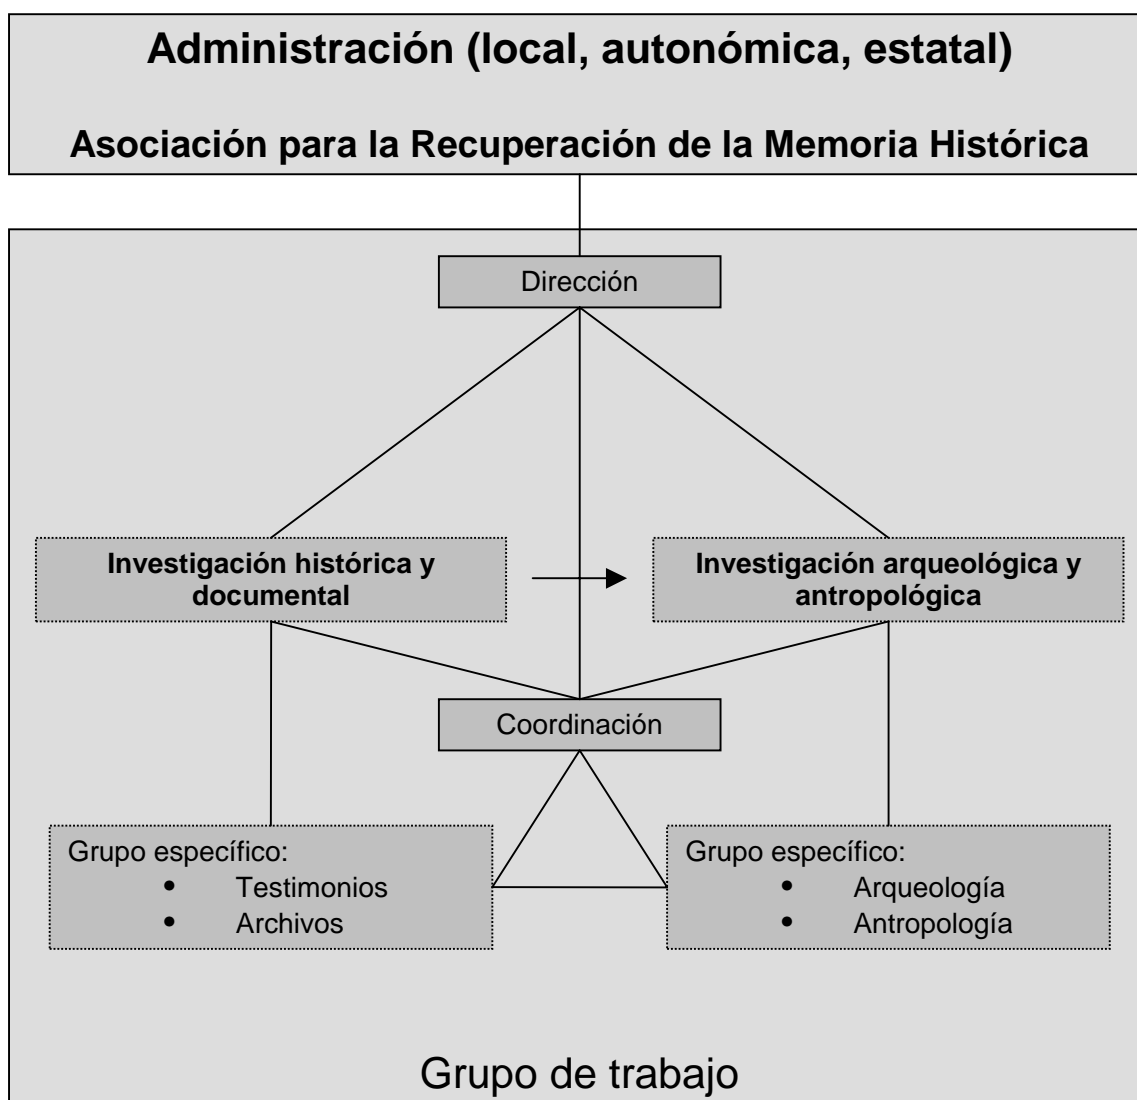 Administración (local, autonómica, estatal)
Asociación para la Recuperación de la Memoria Histórica
Dirección
Investigación histórica y
documental
Investigación arqueológica y
antropológica
Coordinación
Grupo específico:
• Testimonios
• Archivos
Grupo específico:
• Arqueología
• Antropología
Grupo de trabajo